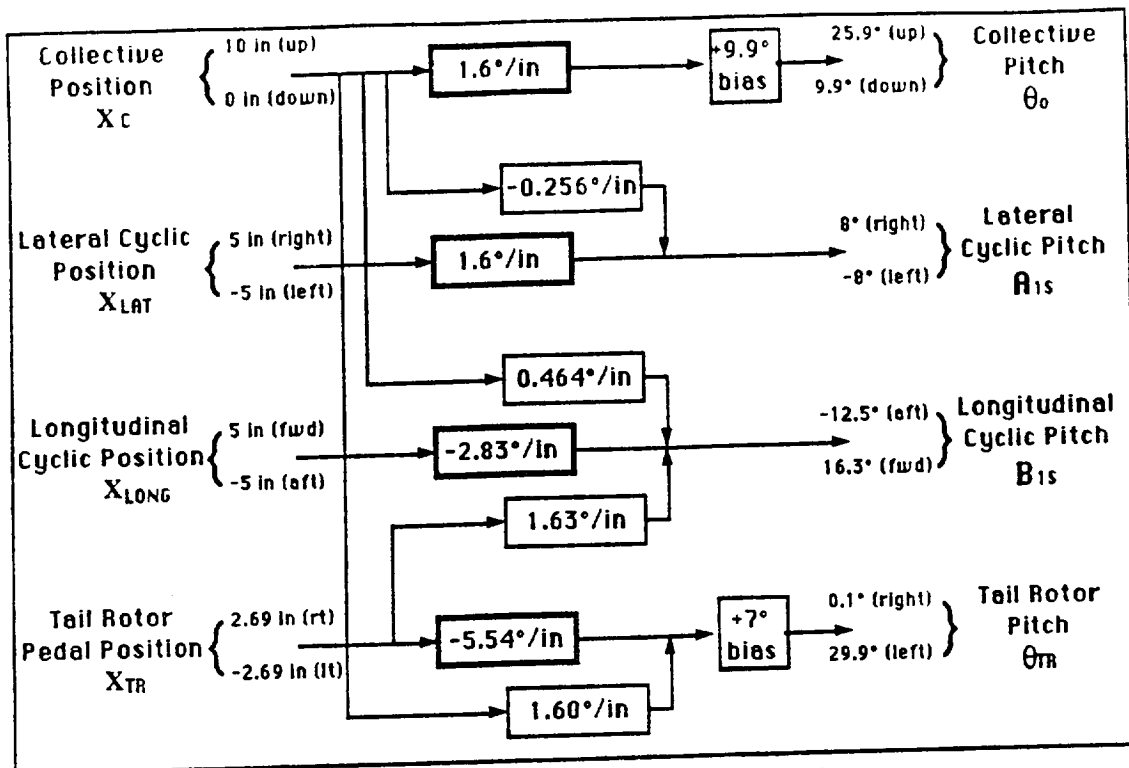 Collective
Position
Xc
10 in (up)
0 in (down)
1.6°/in
+9.9°
bias
25.9° (up)
9.9° (down)
Collective
Pitch
θo
-0.256°/in
Lateral Cyclic
Position
XLAT
5 in (right)
-5 in (left)
1.6°/in
8° (right)
-8° (left)
Lateral
Cyclic Pitch
A1s
0.464°/in
Longitudinal
Cyclic Position
XLONG
5 in (fwd)
-5 in (aft)
-2.83°/in
-12.5° (aft)
16.3° (fwd)
Longitudinal
Cyclic Pitch
B1s
1.63°/in
Tail Rotor
Pedal Position
XTR
2.69 in (rt)
-2.69 in (lt)
-5.54°/in
+7°
bias
0.1° (right)
29.9° (left)
Tail Rotor
Pitch
θTR
1.60°/in